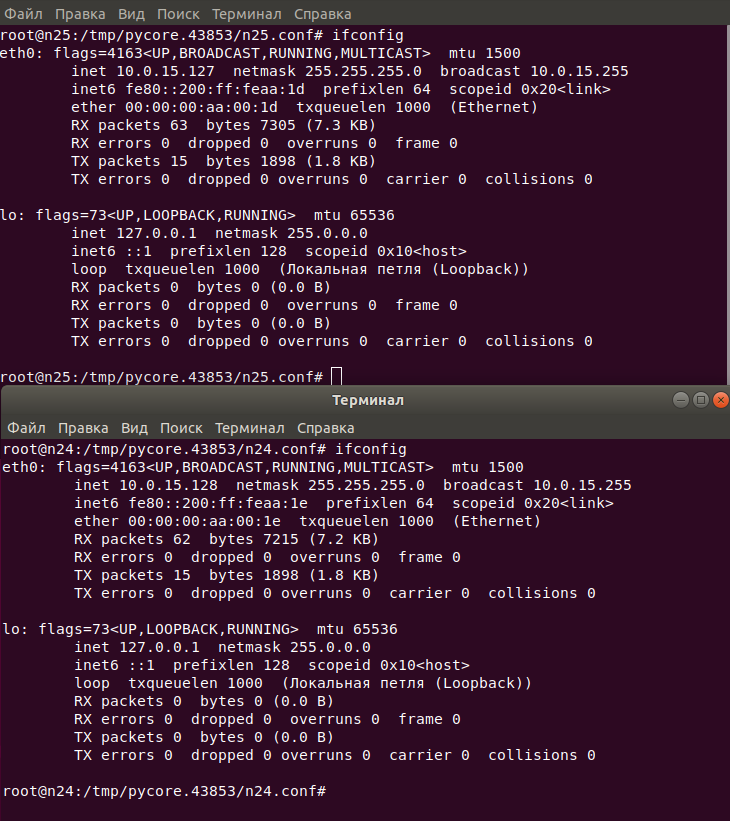 Файл Правка Вид Поиск Терминал Справка
root@n25:/tmp/pycore.43853/n25.conf# ifconfig
eth0: flags=4163<UP,BROADCAST,RUNNING,MULTICAST>  mtu 1500
        inet 10.0.15.127  netmask 255.255.255.0  broadcast 10.0.15.255
        inet6 fe80::200:ff:feaa:1d  prefixlen 64  scopeid 0x20<link>
        ether 00:00:00:aa:00:1d  txqueuelen 1000  (Ethernet)
        RX packets 63  bytes 7305 (7.3 KB)
        RX errors 0  dropped 0  overruns 0  frame 0
        TX packets 15  bytes 1898 (1.8 KB)
        TX errors 0  dropped 0 overruns 0  carrier 0  collisions 0
lo: flags=73<UP,LOOPBACK,RUNNING>  mtu 65536
        inet 127.0.0.1  netmask 255.0.0.0
        inet6 ::1  prefixlen 128  scopeid 0x10<host>
        loop  txqueuelen 1000  (Локальная петля (Loopback))
        RX packets 0  bytes 0 (0.0 B)
        RX errors 0  dropped 0  overruns 0  frame 0
        TX packets 0  bytes 0 (0.0 B)
        TX errors 0  dropped 0 overruns 0  carrier 0  collisions 0
root@n25:/tmp/pycore.43853/n25.conf#
Терминал
Файл Правка Вид Поиск Терминал Справка
root@n24:/tmp/pycore.43853/n24.conf# ifconfig
eth0: flags=4163<UP,BROADCAST,RUNNING,MULTICAST>  mtu 1500
        inet 10.0.15.128  netmask 255.255.255.0  broadcast 10.0.15.255
        inet6 fe80::200:ff:feaa:1e  prefixlen 64  scopeid 0x20<link>
        ether 00:00:00:aa:00:1e  txqueuelen 1000  (Ethernet)
        RX packets 62  bytes 7215 (7.2 KB)
        RX errors 0  dropped 0  overruns 0  frame 0
        TX packets 15  bytes 1898 (1.8 KB)
        TX errors 0  dropped 0 overruns 0  carrier 0  collisions 0
lo: flags=73<UP,LOOPBACK,RUNNING>  mtu 65536
        inet 127.0.0.1  netmask 255.0.0.0
        inet6 ::1  prefixlen 128  scopeid 0x10<host>
        loop  txqueuelen 1000  (Локальная петля (Loopback))
        RX packets 0  bytes 0 (0.0 B)
        RX errors 0  dropped 0  overruns 0  frame 0
        TX packets 0  bytes 0 (0.0 B)
        TX errors 0  dropped 0 overruns 0  carrier 0  collisions 0
root@n24:/tmp/pycore.43853/n24.conf#